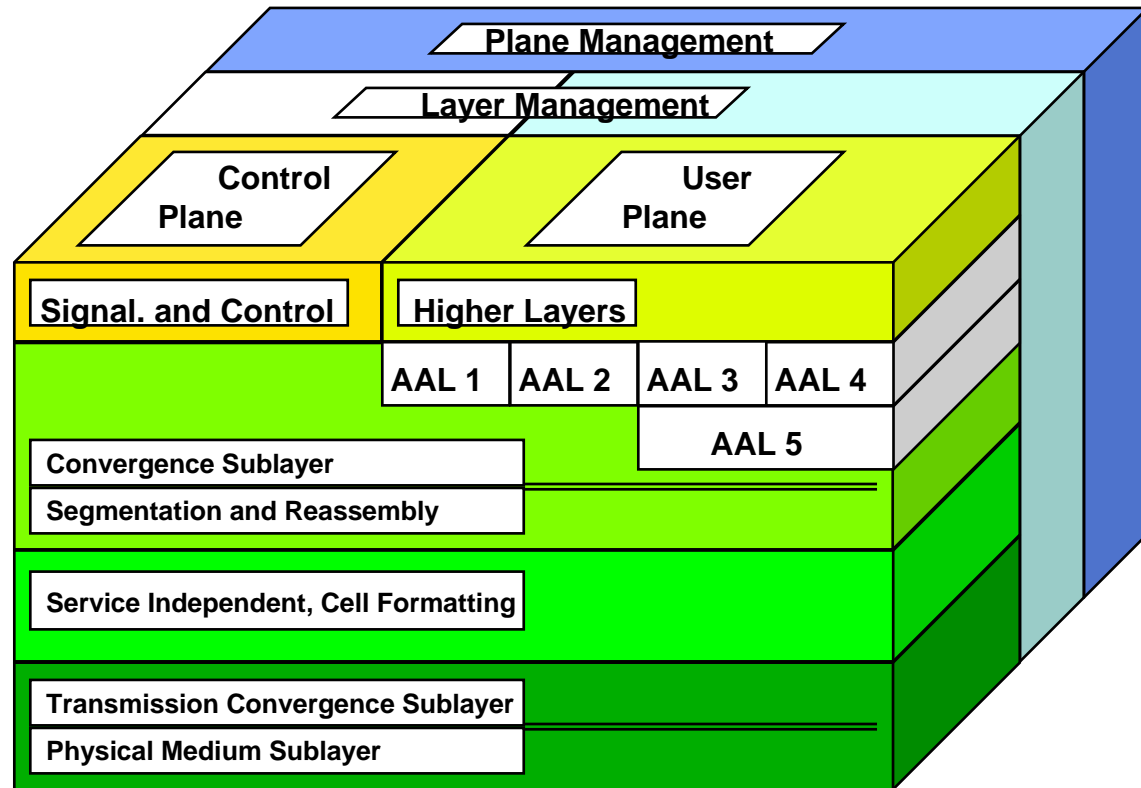 Plane Management
Layer Management
Control
Plane
User
Plane
Signal. and Control
Higher Layers
AAL 1
AAL 2
AAL 3
AAL 4
AAL 5
Convergence Sublayer
Segmentation and Reassembly
Service Independent, Cell Formatting
Transmission Convergence Sublayer
Physical Medium Sublayer